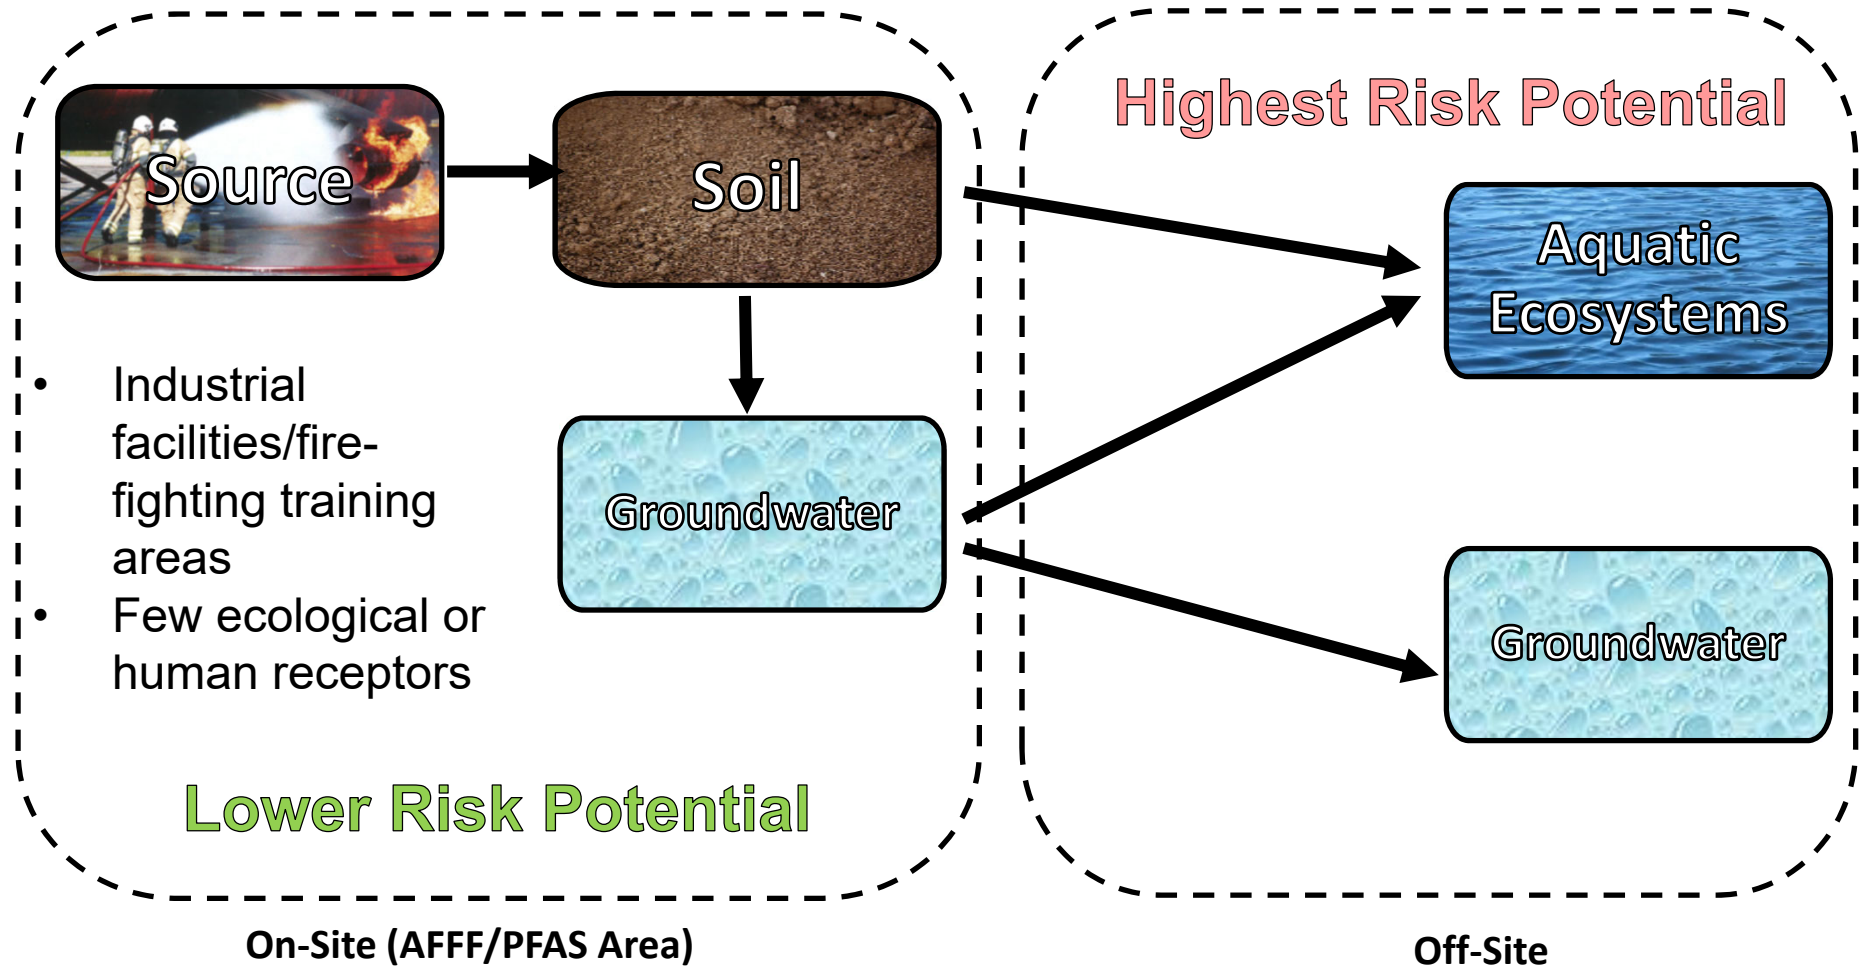 Source
Soil
Highest Risk Potential
Aquatic
Ecosystems
• Industrial
facilities/fire-
fighting training
areas
• Few ecological or
human receptors
Groundwater
Groundwater
Lower Risk Potential
On-Site (AFFF/PFAS Area)
Off-Site